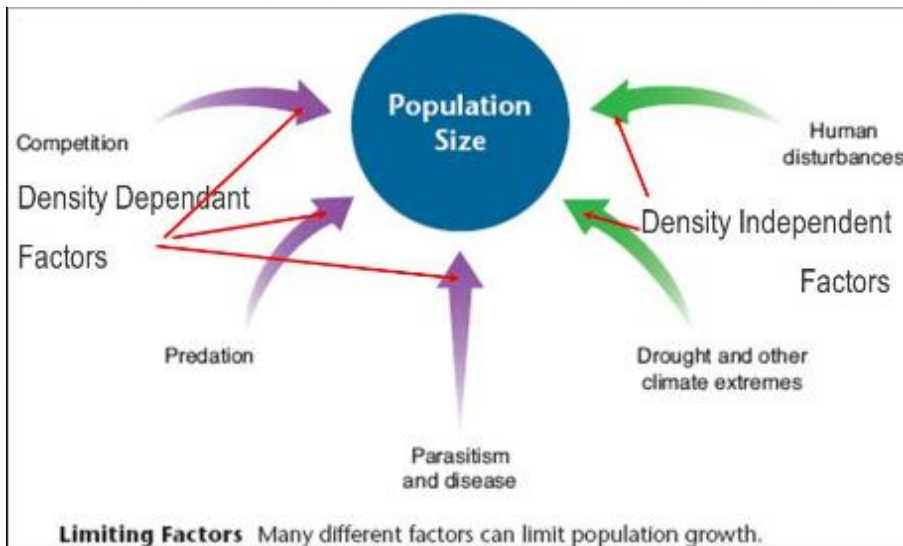 Population
Size
Competition
Human
disturbances
Density Dependant
Factors
Density Independent
Factors
Predation
Drought and other
climate extremes
Parasitism
and disease
Limiting Factors Many different factors can limit population growth.